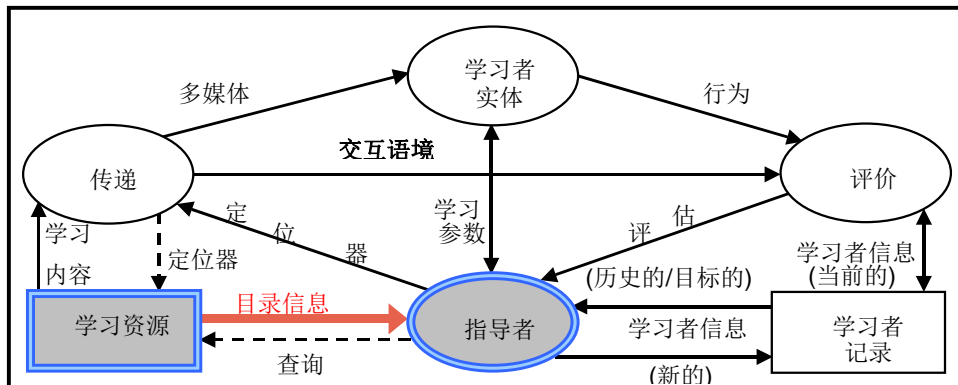 学习者
实体
多媒体
行为
交互语境
传递
评价
学习
参数
定位器
评估
学习
内容
定位器
学习者信息
(当前的)
(历史的/目标的)
目录信息
学习资源
指导者
学习者信息
学习者
记录
查询
(新的)